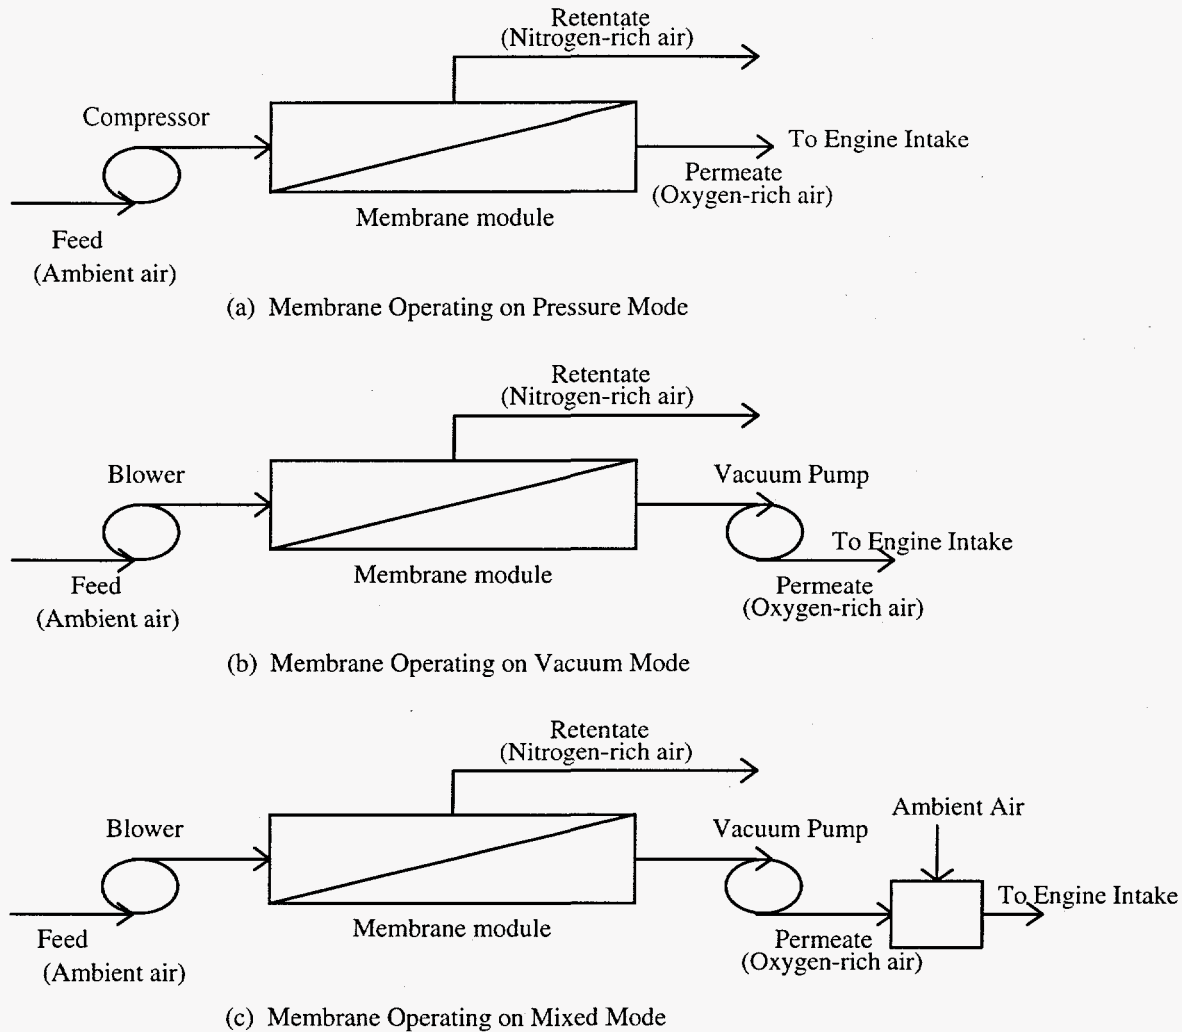 Retentate
(Nitrogen-rich air)
Compressor
To Engine Intake
Permeate
(Oxygen-rich air)
Membrane module
Feed
(Ambient air)
(a) Membrane Operating on Pressure Mode
Retentate
(Nitrogen-rich air)
Blower
Vacuum Pump
To Engine Intake
Membrane module
Feed
Permeate
(Oxygen-rich air)
(Ambient air)
(b) Membrane Operating on Vacuum Mode
Retentate
(Nitrogen-rich air)
Ambient Air
Blower
Vacuum Pump
To Engine Intake
Membrane module
Feed
Permeate
(Oxygen-rich air)
(Ambient air)
(c) Membrane Operating on Mixed Mode